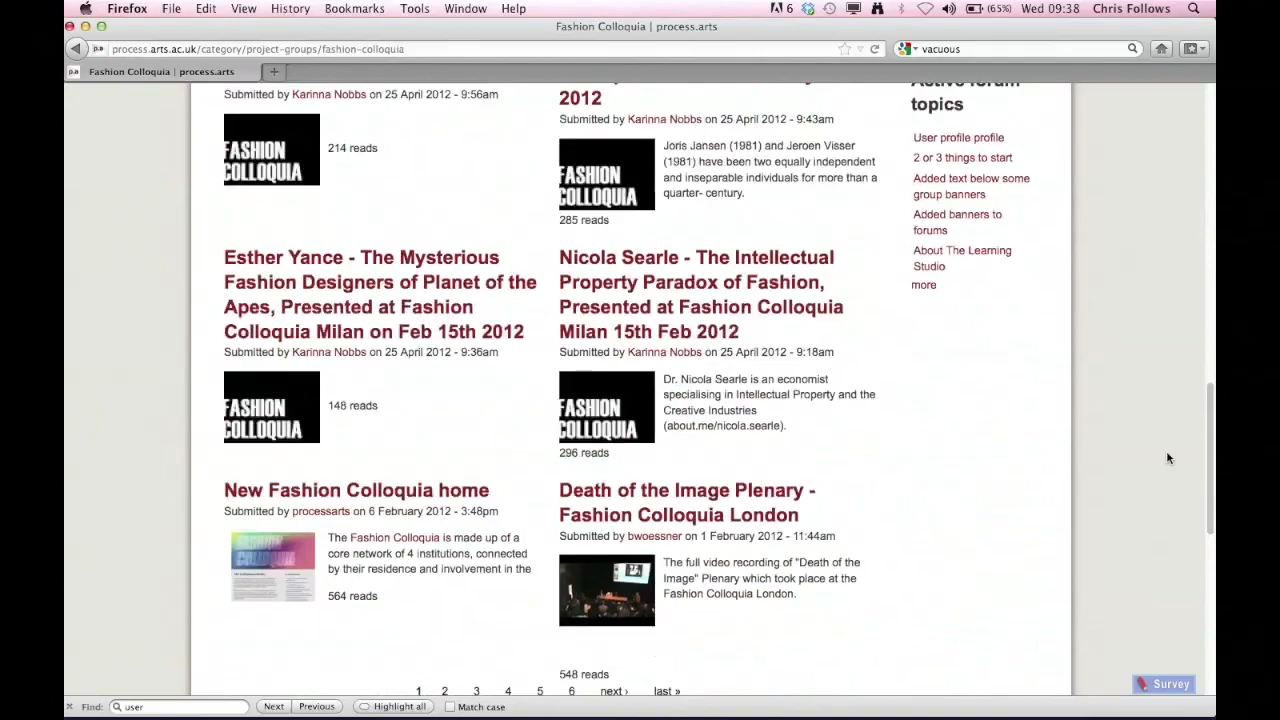 Firefox File Edit View History Bookmarks Tools Window Help 6 (65%) Wed 09:38 Chris Follows
Fashion Colloquia | process.arts
p.a process.arts.ac.uk/category/project-groups/fashion-colloquia vacuous
p.a Fashion Colloquia | process.arts
Submitted by Karinna Nobbs on 25 April 2012 - 9:56am
FASHION
COLLOQUIA
214 reads
2012
Submitted by Karinna Nobbs on 25 April 2012 - 9:43am
FASHION
COLLOQUIA
Joris Jansen (1981) and Jeroen Visser
(1981) have been two equally independent
and inseparable individuals for more than a
quarter- century.
285 reads
Esther Yance - The Mysterious
Fashion Designers of Planet of the
Apes, Presented at Fashion
Colloquia Milan on Feb 15th 2012
Submitted by Karinna Nobbs on 25 April 2012 - 9:36am
FASHION
COLLOQUIA
148 reads
Nicola Searle - The Intellectual
Property Paradox of Fashion,
Presented at Fashion Colloquia
Milan 15th Feb 2012
Submitted by Karinna Nobbs on 25 April 2012 - 9:18am
FASHION
COLLOQUIA
Dr. Nicola Searle is an economist
specialising in Intellectual Property and the
Creative Industries
(about.me/nicola.searle).
296 reads
New Fashion Colloquia home
Submitted by processarts on 6 February 2012 - 3:48pm
The Fashion Colloquia is made up of a
core network of 4 institutions, connected
by their residence and involvement in the
564 reads
Death of the Image Plenary -
Fashion Colloquia London
Submitted by bwoessner on 1 February 2012 - 11:44am
The full video recording of "Death of the
Image" Plenary which took place at the
Fashion Colloquia London.
548 reads
1 2 3 4 5 6 next › last »
Active forum
topics
User profile profile
2 or 3 things to start
Added text below some
group banners
Added banners to
forums
About The Learning
Studio
more
Survey
Find: user Next Previous Highlight all Match case